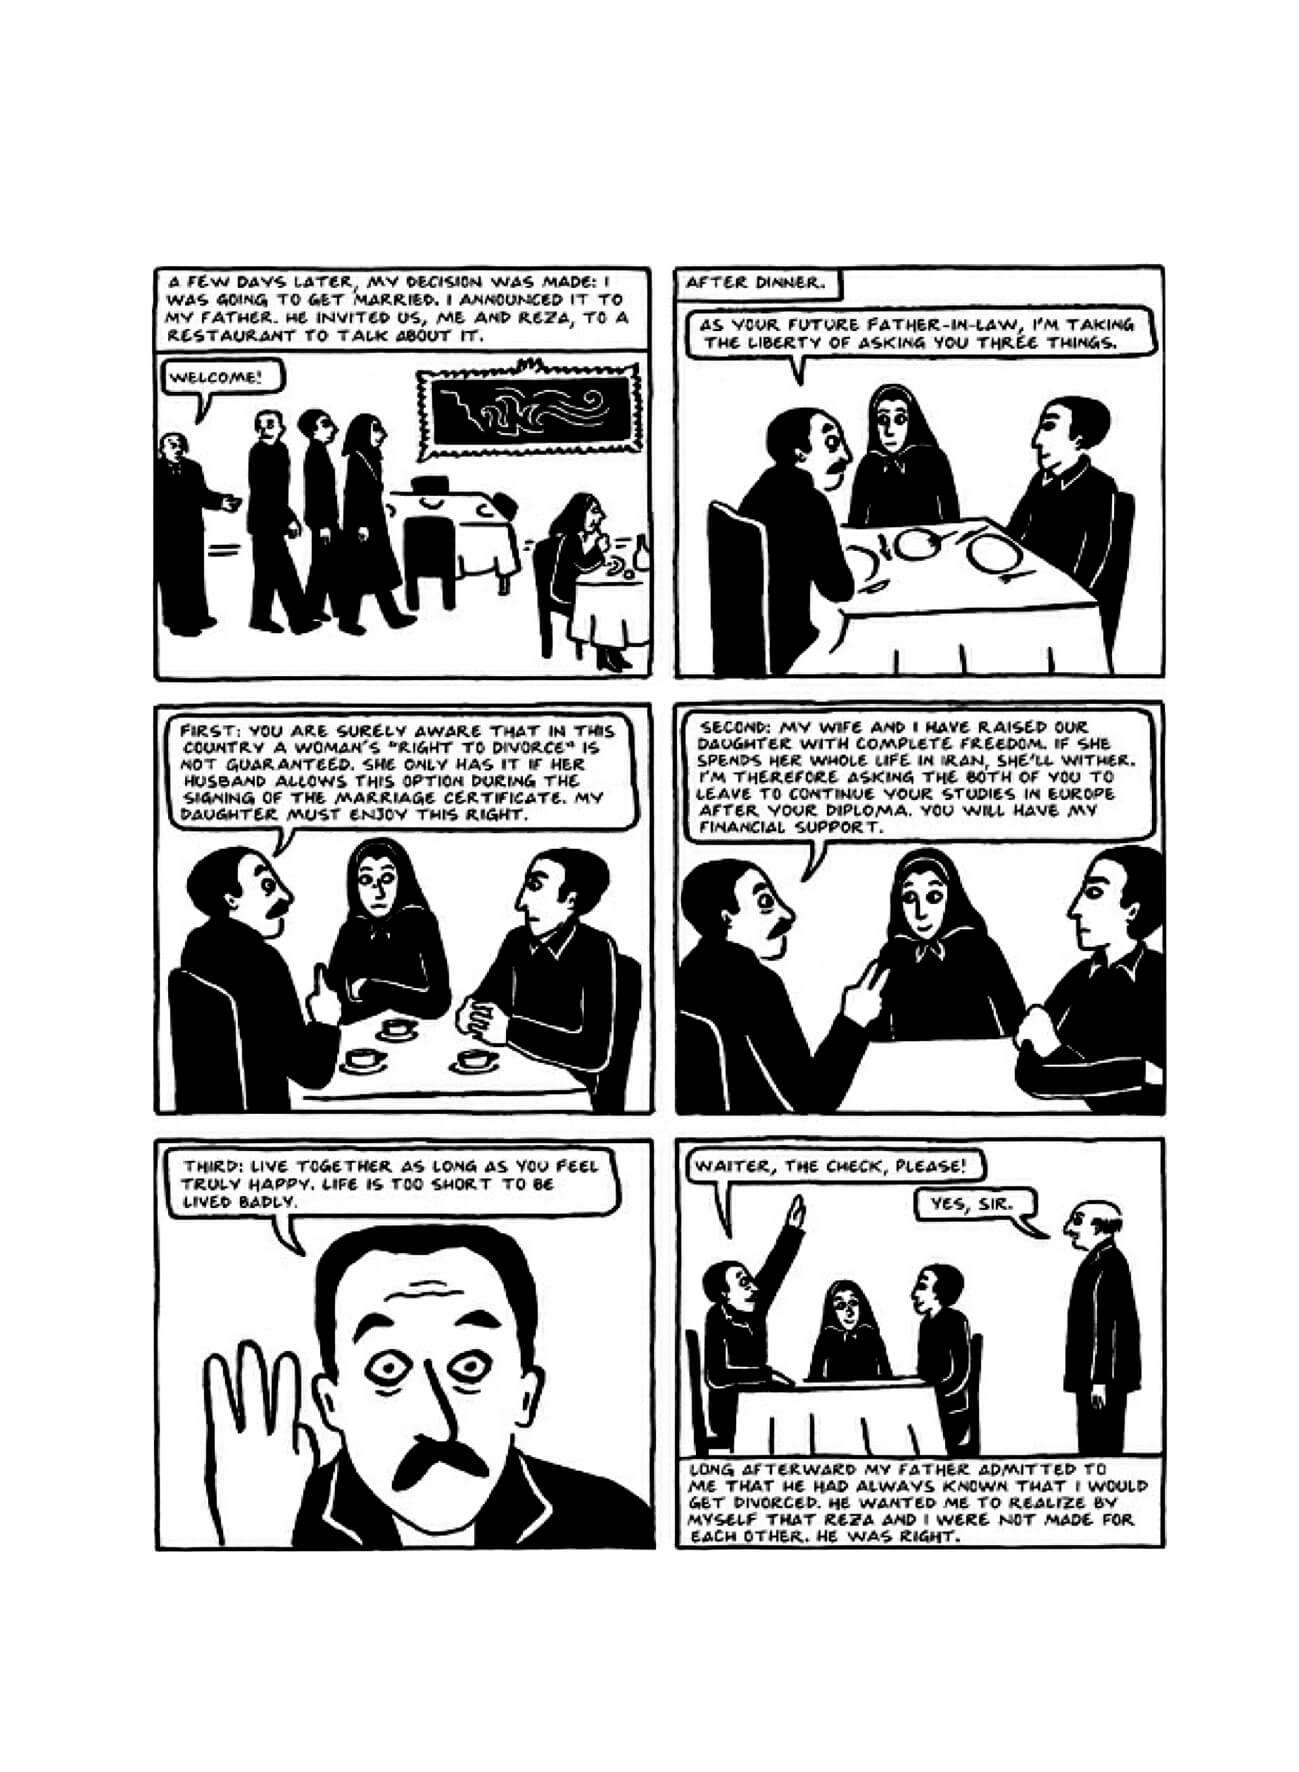 A FEW DAYS LATER, MY DECISION WAS MADE: I
WAS GOING TO GET MARRIED. I ANNOUNCED IT TO
MY FATHER. HE INVITED US, ME AND REZA, TO A
RESTAURANT TO TALK ABOUT IT.
WELCOME!
AFTER DINNER.
AS YOUR FUTURE FATHER-IN-LAW, I'M TAKING
THE LIBERTY OF ASKING YOU THREE THINGS.
FIRST: YOU ARE SURELY AWARE THAT IN THIS
COUNTRY A WOMAN'S "RIGHT TO DIVORCE" IS
NOT GUARANTEED. SHE ONLY HAS IT IF HER
HUSBAND ALLOWS THIS OPTION DURING THE
SIGNING OF THE MARRIAGE CERTIFICATE. MY
DAUGHTER MUST ENJOY THIS RIGHT.
SECOND: MY WIFE AND I HAVE RAISED OUR
DAUGHTER WITH COMPLETE FREEDOM. IF SHE
SPENDS HER WHOLE LIFE IN IRAN, SHE'LL WITHER.
I'M THEREFORE ASKING THE BOTH OF YOU TO
LEAVE TO CONTINUE YOUR STUDIES IN EUROPE
AFTER YOUR DIPLOMA. YOU WILL HAVE MY
FINANCIAL SUPPORT.
THIRD: LIVE TOGETHER AS LONG AS YOU FEEL
TRULY HAPPY. LIFE IS TOO SHORT TO BE
LIVED BADLY.
WAITER, THE CHECK, PLEASE!
YES, SIR.
LONG AFTERWARD MY FATHER ADMITTED TO
ME THAT HE HAD ALWAYS KNOWN THAT I WOULD
GET DIVORCED. HE WANTED ME TO REALIZE BY
MYSELF THAT REZA AND I WERE NOT MADE FOR
EACH OTHER. HE WAS RIGHT.